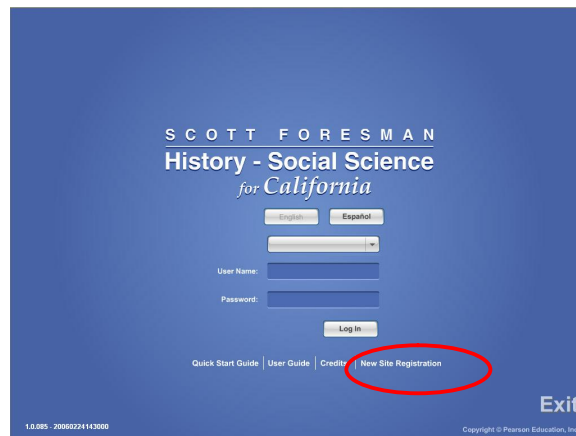 SCOTT FORESMAN
History - Social Science
for California
English Español
User Name:
Password:
Log In
Quick Start Guide | User Guide | Credits | New Site Registration
Exit
1.0.085 - 20060224143000
Copyright © Pearson Education, Inc